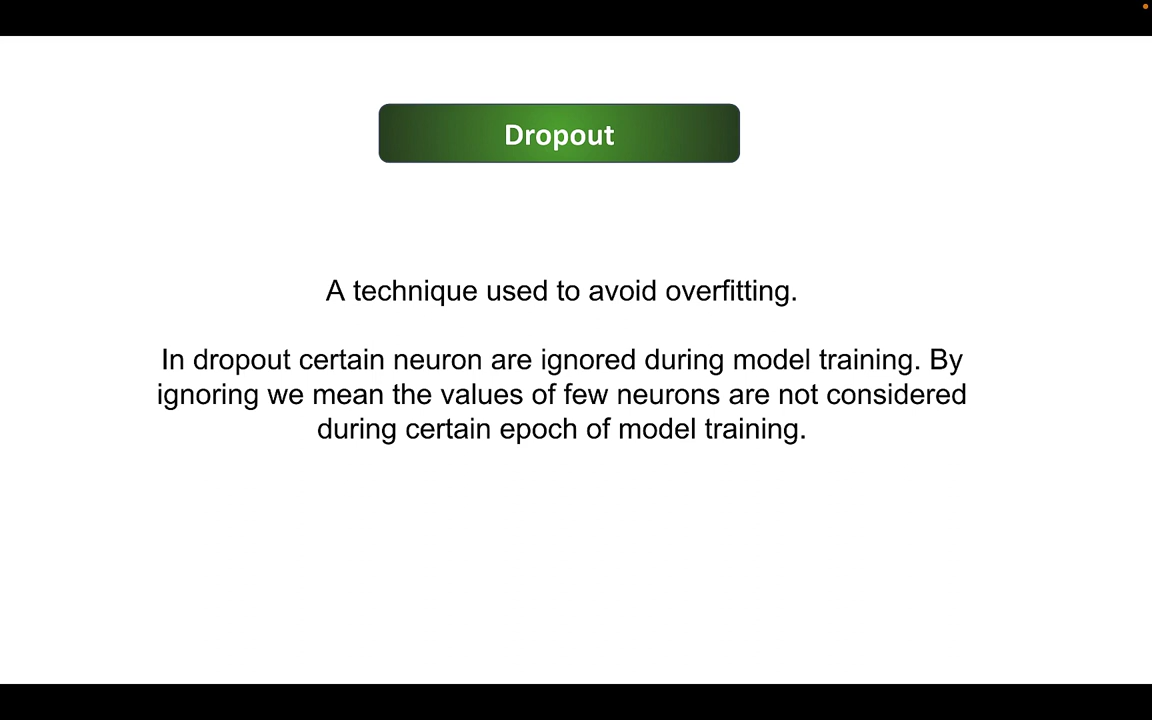 Dropout
A technique used to avoid overfitting.
In dropout certain neuron are ignored during model training. By
ignoring we mean the values of few neurons are not considered
during certain epoch of model training.